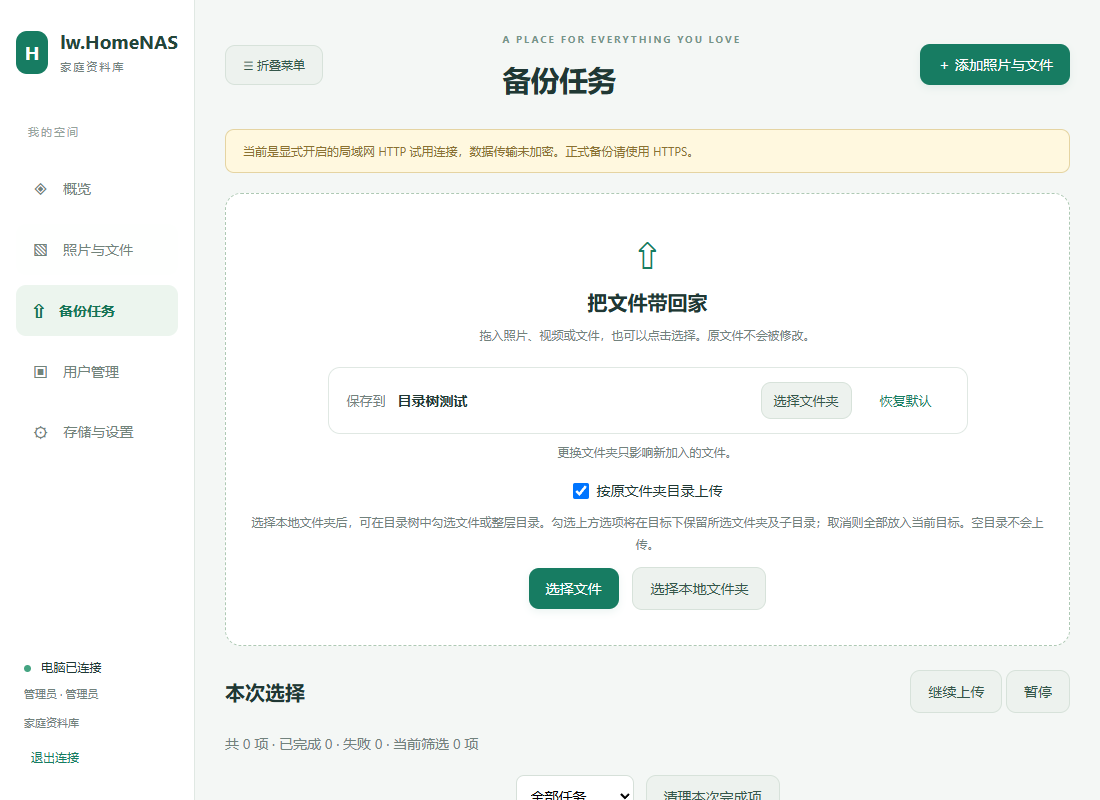 H
lw.HomeNAS
家庭资料库
我的空间
概览
照片与文件
备份任务
用户管理
存储与设置
电脑已连接
管理员 · 管理员
家庭资料库
退出连接
☰ 折叠菜单
A PLACE FOR EVERYTHING YOU LOVE
备份任务
+ 添加照片与文件
当前是显式开启的局域网 HTTP 试用连接，数据传输未加密。正式备份请使用 HTTPS。
把文件带回家
拖入照片、视频或文件，也可以点击选择。原文件不会被修改。
保存到 目录树测试
选择文件夹
恢复默认
更换文件夹只影响新加入的文件。
按原文件夹目录上传
选择本地文件夹后，可在目录树中勾选文件或整层目录。勾选上方选项将在目标下保留所选文件夹及子目录；取消则全部放入当前目标。空目录不会上
传。
选择文件
选择本地文件夹
本次选择
继续上传
暂停
共 0 项 · 已完成 0 · 失败 0 · 当前筛选 0 项
全部任务
清理本次完成项